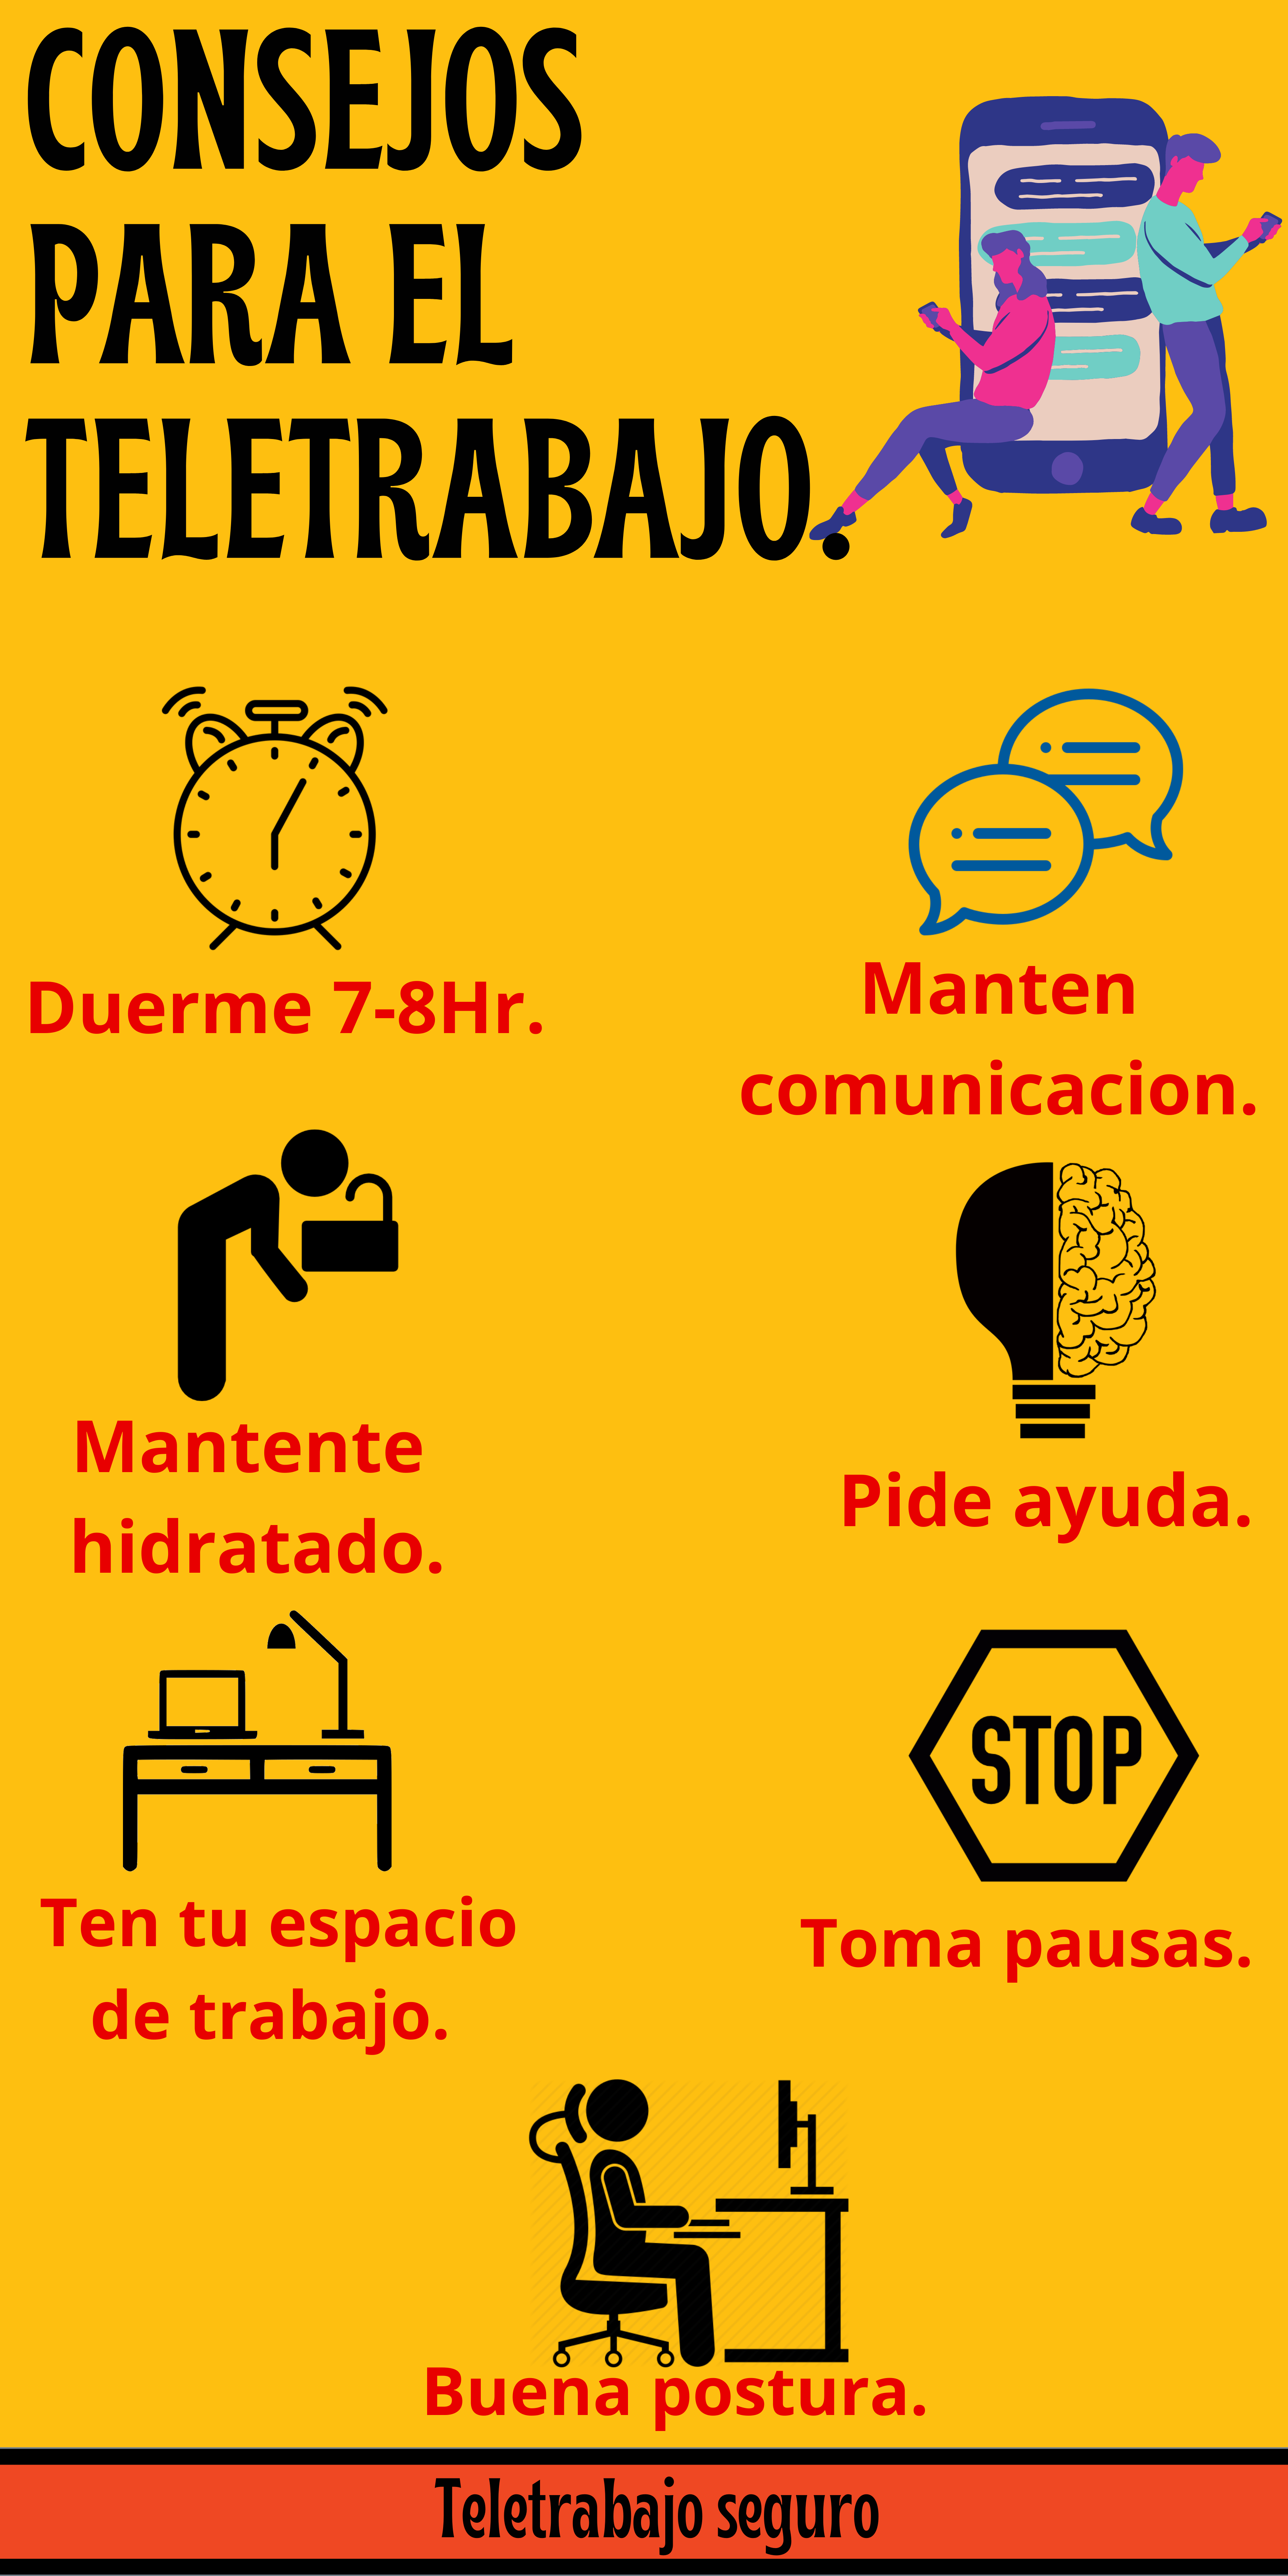 CONSEJOS
PARA EL
TELETRABAJO.
Duerme 7-8Hr.
Manten
comunicacion.
Mantente
hidratado.
Pide ayuda.
Ten tu espacio
de trabajo.
STOP
Toma pausas.
Buena postura.
Teletrabajo seguro